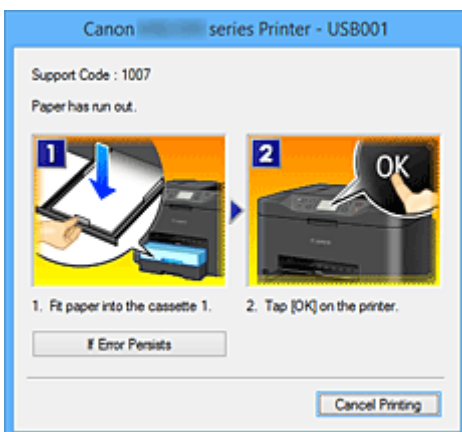 Canon series Printer - USB001
Support Code : 1007
Paper has run out.
1
2
OK
Canon
1. Fit paper into the cassette 1.
2. Tap [OK] on the printer.
If Error Persists
Cancel Printing